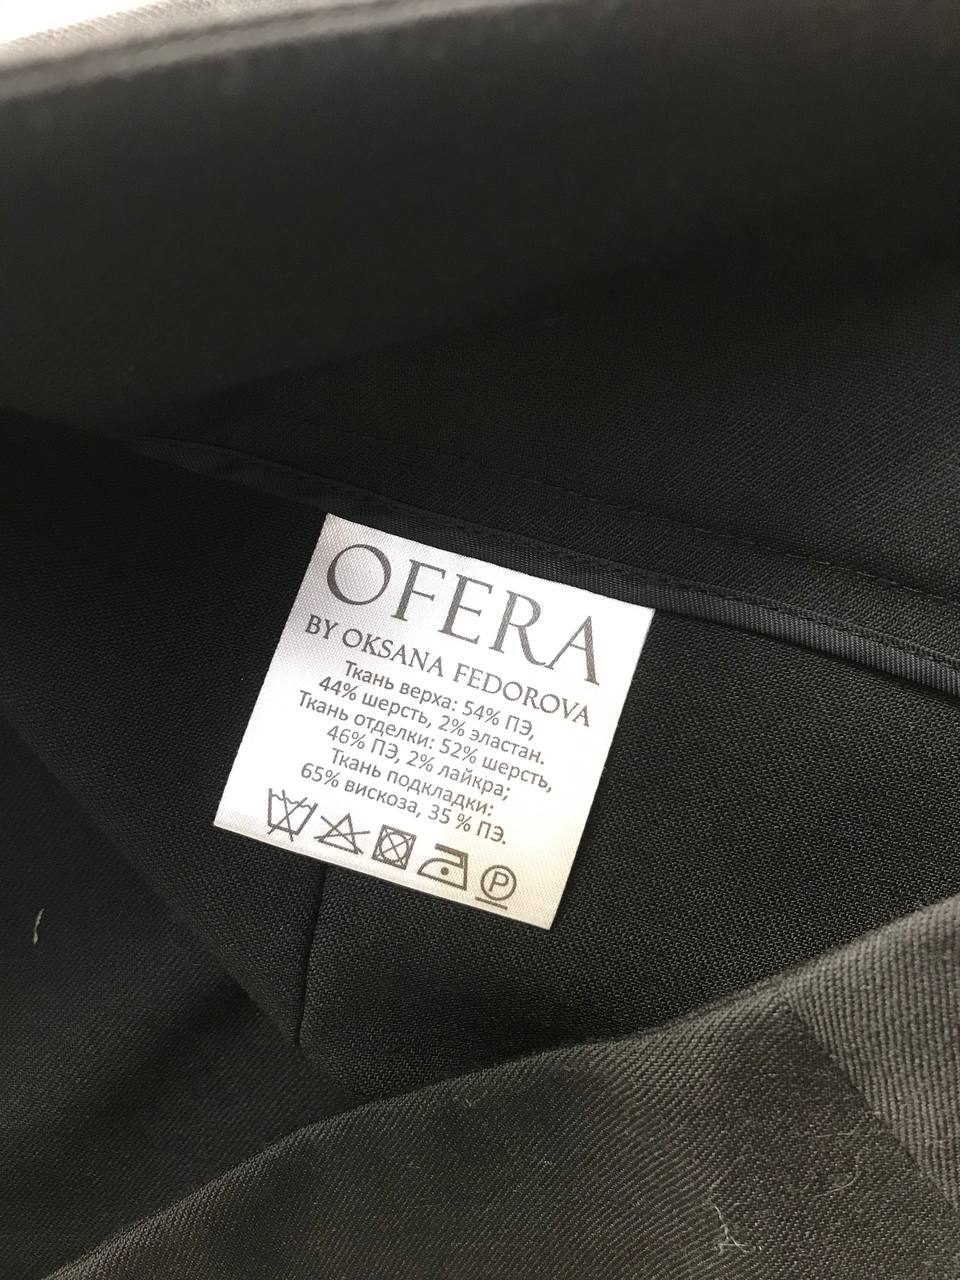 OFERA
BY OKSANA FEDOROVA
Ткань верха: 54% ПЭ,
44% шерсть, 2% эластан.
Ткань отделки: 52% шерсть,
46% ПЭ, 2% лайкра;
Ткань подкладки:
65% вискоза, 35 % ПЭ.
P